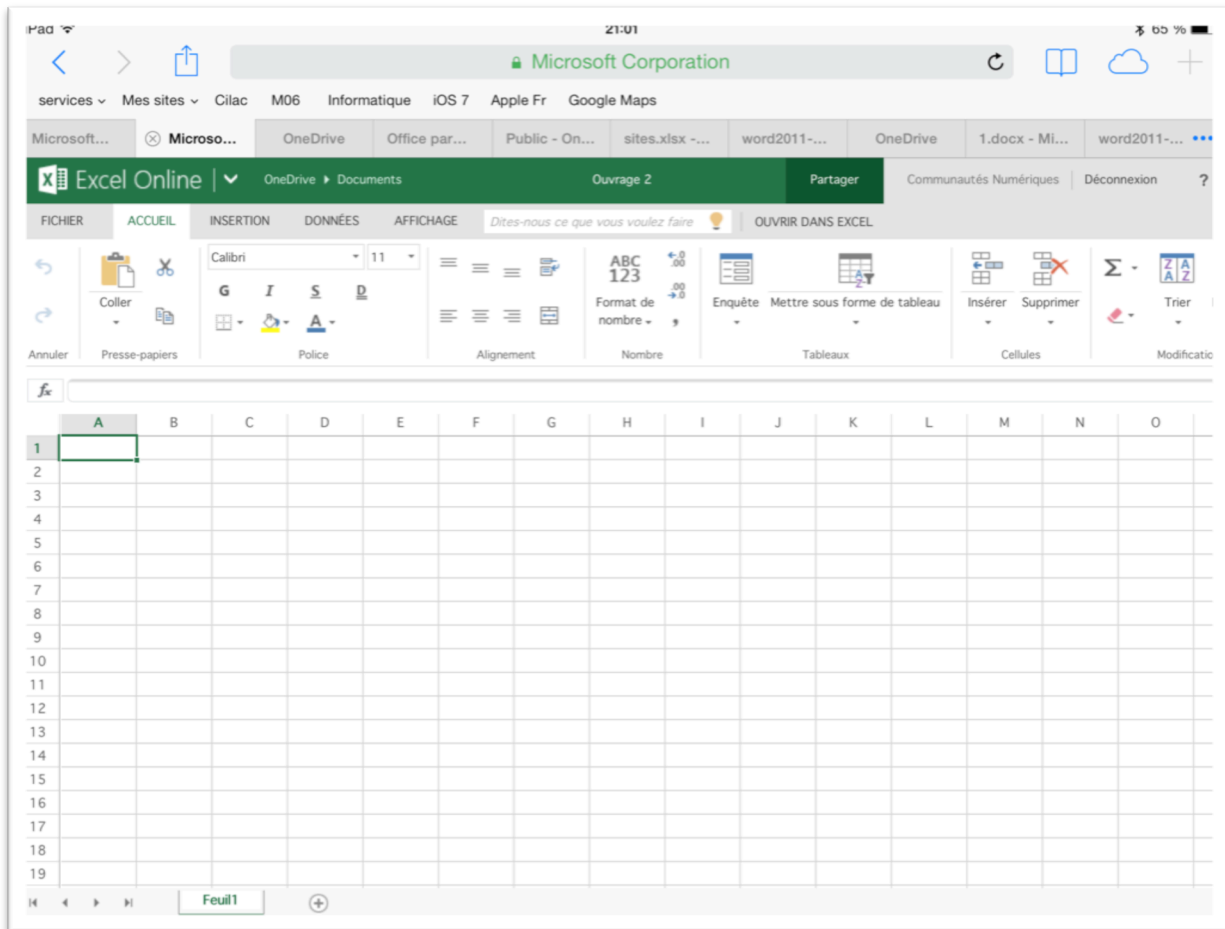 iPad 21:01 65 %
Microsoft Corporation
services Mes sites Cilac M06 Informatique iOS 7 Apple Fr Google Maps
Microsoft... Microso... OneDrive Office par... Public - On... sites.xlsx -... word2011-... OneDrive 1.docx - Mi... word2011-... •••
Excel Online | OneDrive Documents Ouvrage 2 Partager Communautés Numériques Déconnexion ?
FICHIER ACCUEIL INSERTION DONNÉES AFFICHAGE Dites-nous ce que vous voulez faire OUVRIR DANS EXCEL
Calibri 11 ABC
123
G I S D
Coller Format de nombre Enquête Mettre sous forme de tableau Insérer Supprimer Σ Trier
Annuler Presse-papiers Police Alignement Nombre Tableaux Cellules Modificatio
fx
A B C D E F G H I J K L M N O
1
2
3
4
5
6
7
8
9
10
11
12
13
14
15
16
17
18
19
Feuil1